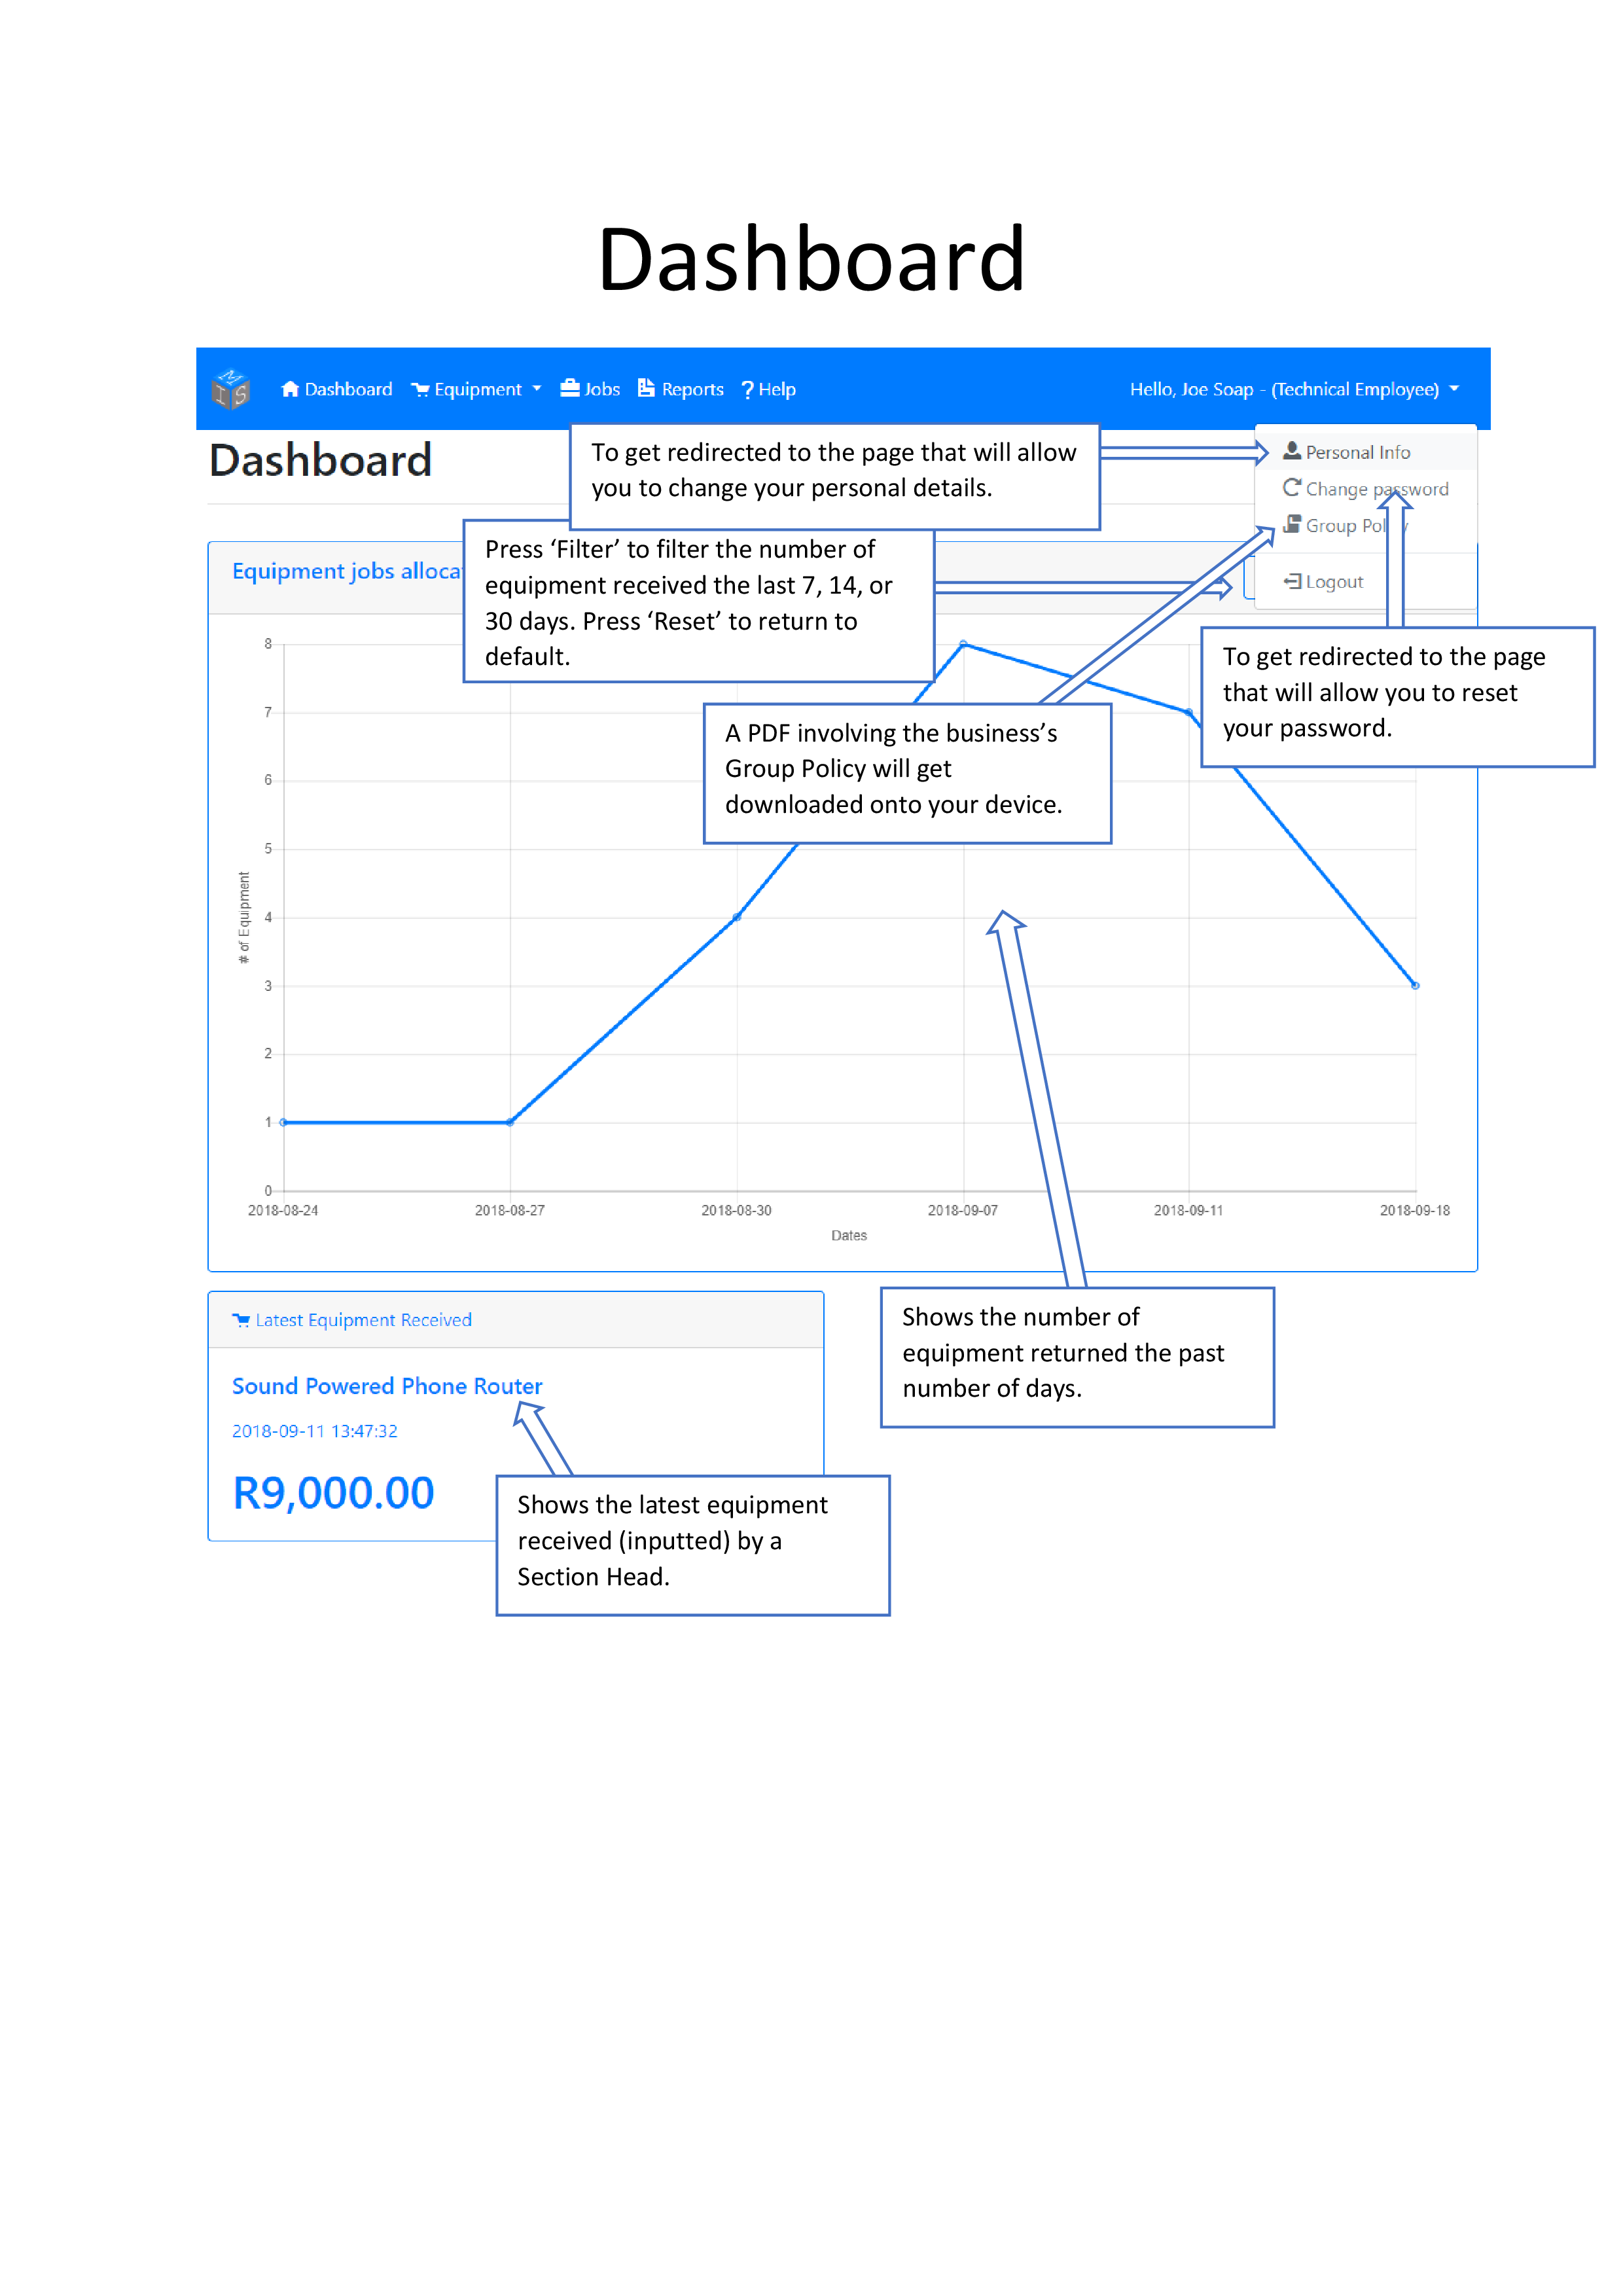 Dashboard
MIS
Dashboard
Equipment
Jobs
Reports
? Help
Hello, Joe Soap - (Technical Employee)
Dashboard
To get redirected to the page that will allow
you to change your personal details.
Personal Info
Change password
Group Policy
Logout
Equipment jobs
Press ‘Filter’ to filter the number of
equipment received the last 7, 14, or
30 days. Press ‘Reset’ to return to
default.
To get redirected to the page
that will allow you to reset
your password.
A PDF involving the business’s
Group Policy will get
downloaded onto your device.
8
7
6
5
4
3
2
1
0
# of Equipment
2018-08-24
2018-08-27
2018-08-30
2018-09-07
2018-09-11
2018-09-18
Dates
Shows the number of
equipment returned the past
number of days.
Latest Equipment Received
Sound Powered Phone Router
2018-09-11 13:47:32
R9,000.00
Shows the latest equipment
received (inputted) by a
Section Head.